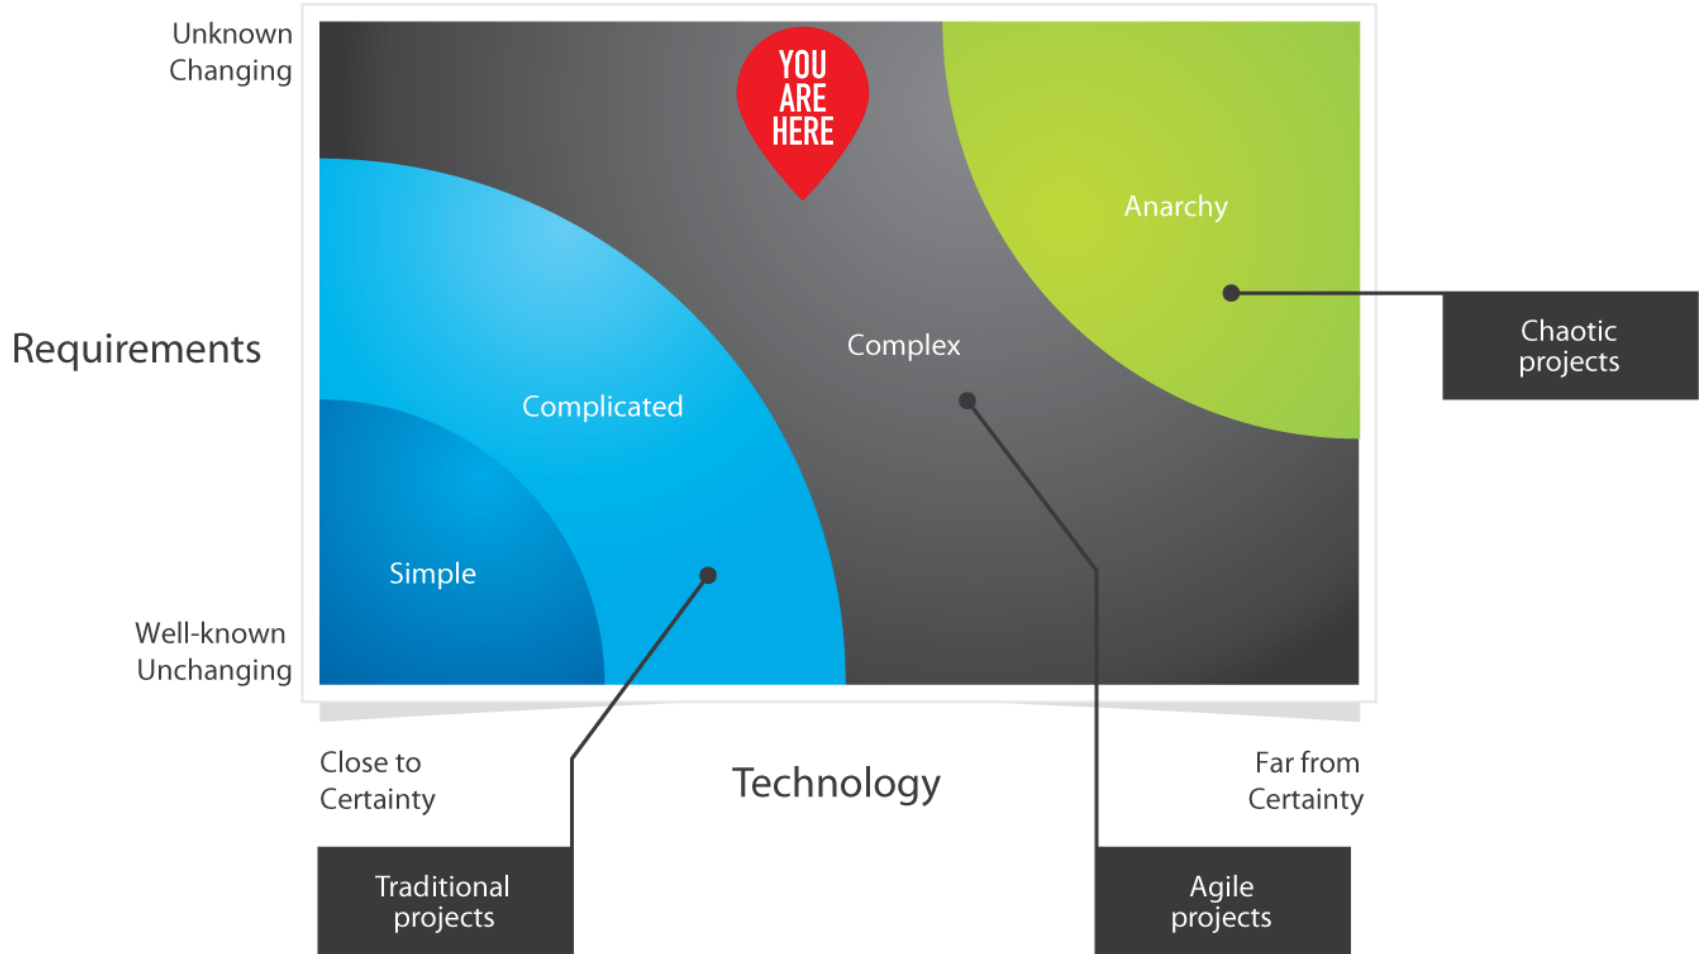 Unknown
Changing
YOU
ARE
HERE
Anarchy
Requirements
Complex
Chaotic
projects
Complicated
Simple
Well-known
Unchanging
Close to
Certainty
Technology
Far from
Certainty
Traditional
projects
Agile
projects